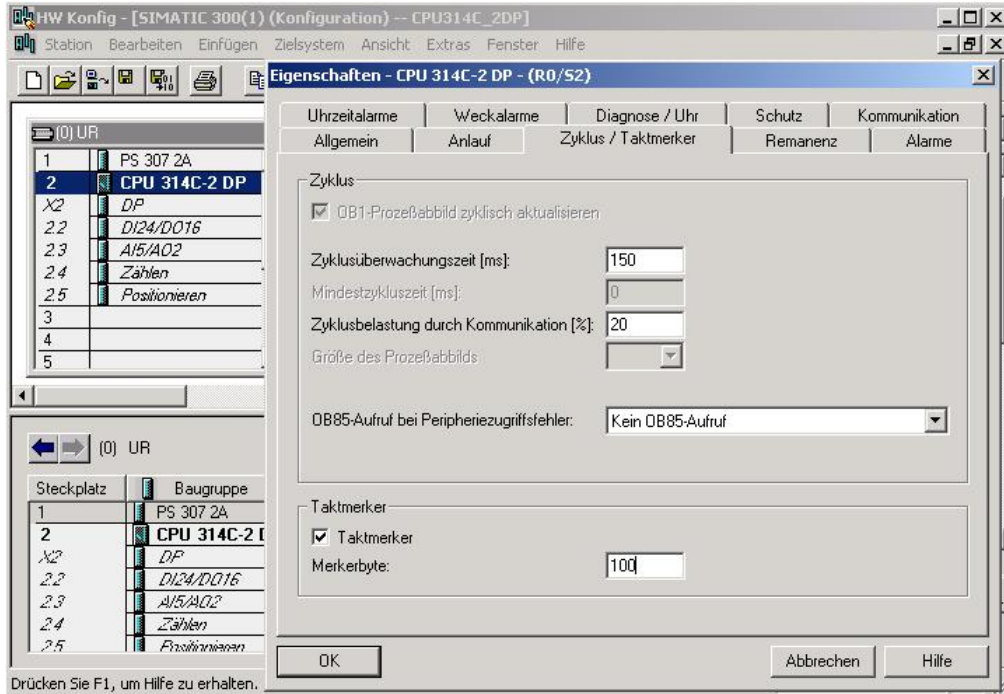 HW Konfig - [SIMATIC 300(1) (Konfiguration) -- CPU314C_2DP]
Station Bearbeiten Einfügen Zielsystem Ansicht Extras Fenster Hilfe
(0) UR
1 PS 307 2A
2 CPU 314C-2 DP
X2 DP
2.2 DI24/DO16
2.3 AI5/AO2
2.4 Zählen
2.5 Positionieren
3
4
5
(0) UR
Steckplatz Baugruppe
1 PS 307 2A
2 CPU 314C-2
X2 DP
2.2 DI24/DO16
2.3 AI5/AO2
2.4 Zählen
2.5 Positionieren
Drücken Sie F1, um Hilfe zu erhalten.
Eigenschaften - CPU 314C-2 DP - (R0/S2)
Uhrzeitalarme Weckalarme Diagnose / Uhr Schutz Kommunikation
Allgemein Anlauf Zyklus / Taktmerker Remanenz Alarme
Zyklus
OB1-Prozeßabbild zyklisch aktualisieren
Zyklusüberwachungszeit [ms]: 150
Mindestzykluszeit [ms]: 0
Zyklusbelastung durch Kommunikation [%]: 20
Größe des Prozeßabbilds
OB85-Aufruf bei Peripheriezugriffsfehler: Kein OB85-Aufruf
Taktmerker
Taktmerker
Merkerbyte: 100
OK Abbrechen Hilfe